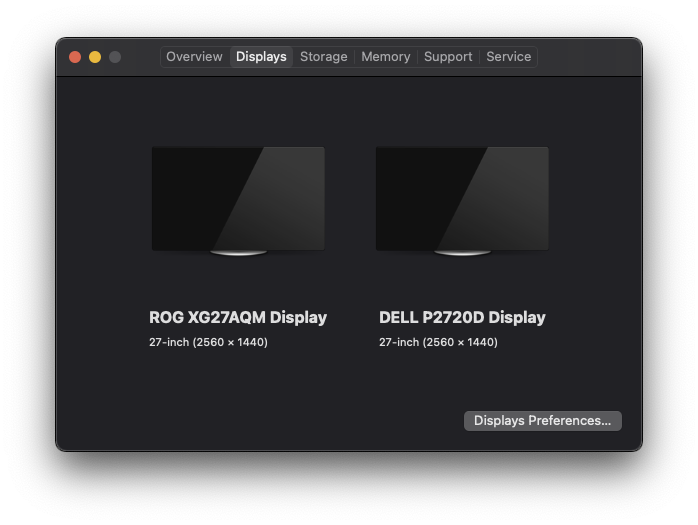 Overview Displays Storage Memory Support Service
ROG XG27AQM Display
27-inch (2560 × 1440)
DELL P2720D Display
27-inch (2560 × 1440)
Displays Preferences...